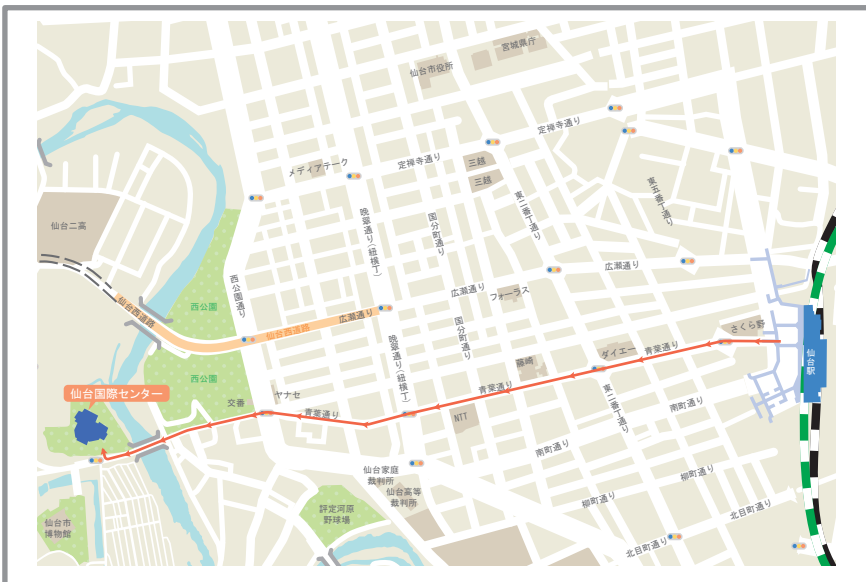 宮城県庁
仙台市役所
定禅寺通り
定禅寺通り
メディアテーク
三越
三越
東二番丁通り
東五番丁通り
仙台二高
晩翠通り(紐横丁)
国分町通り
西公園通り
広瀬通り
広瀬通り
フォーラス
西公園
仙台西道路
仙台西道路
広瀬通り
国分町通り
さくら野
仙台駅
晩翠通り(紐横丁)
青葉通り
ダイエー
藤崎
西公園
仙台国際センター
ヤナセ
交番
青葉通り
青葉通り
東二番丁通り
南町通り
NTT
南町通り
仙台家庭
裁判所
仙台高等
裁判所
柳町通り
柳町通り
評定河原
野球場
北目町通り
北目町通り
仙台市
博物館